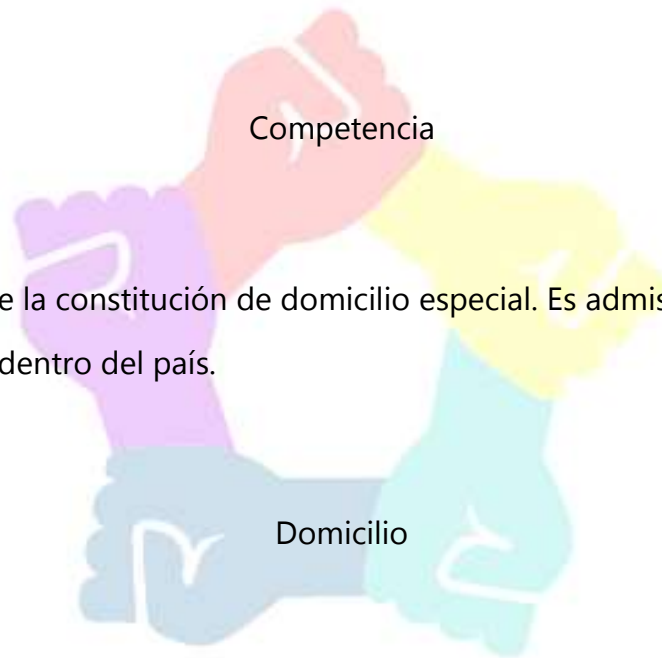 Competencia
e la constitución de domicilio especial. Es admis
dentro del país.
Domicilio